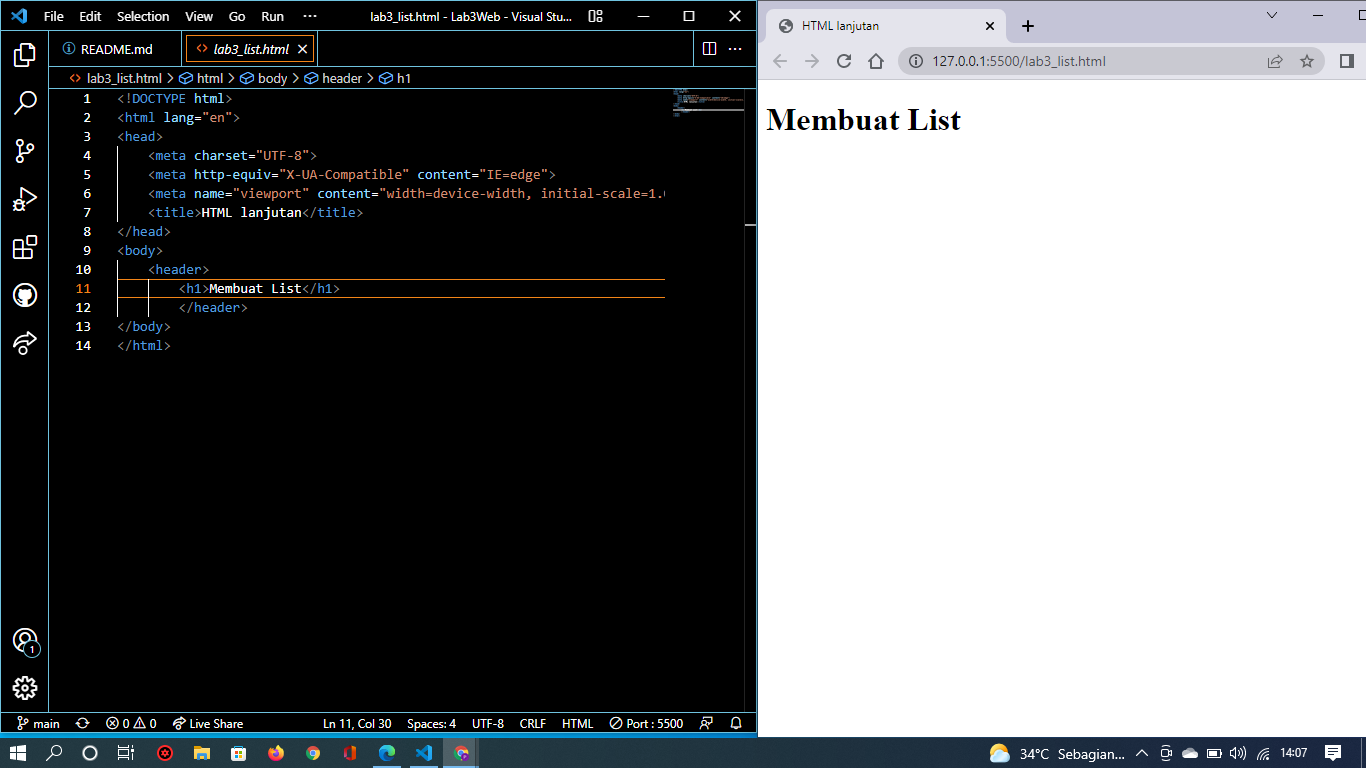 File Edit Selection View Go Run ··· lab3_list.html - Lab3Web - Visual Stu...
README.md lab3_list.html
lab3_list.html > html > body > header > h1
1 <!DOCTYPE html>
2 <html lang="en">
3 <head>
4 <meta charset="UTF-8">
5 <meta http-equiv="X-UA-Compatible" content="IE=edge">
6 <meta name="viewport" content="width=device-width, initial-scale=1.
7 <title>HTML lanjutan</title>
8 </head>
9 <body>
10 <header>
11 <h1>Membuat List</h1>
12 </header>
13 </body>
14 </html>
1
main 0 0 Live Share Ln 11, Col 30 Spaces: 4 UTF-8 CRLF HTML Port : 5500
HTML lanjutan
127.0.0.1:5500/lab3_list.html
Membuat List
34°C Sebagian... 14:07